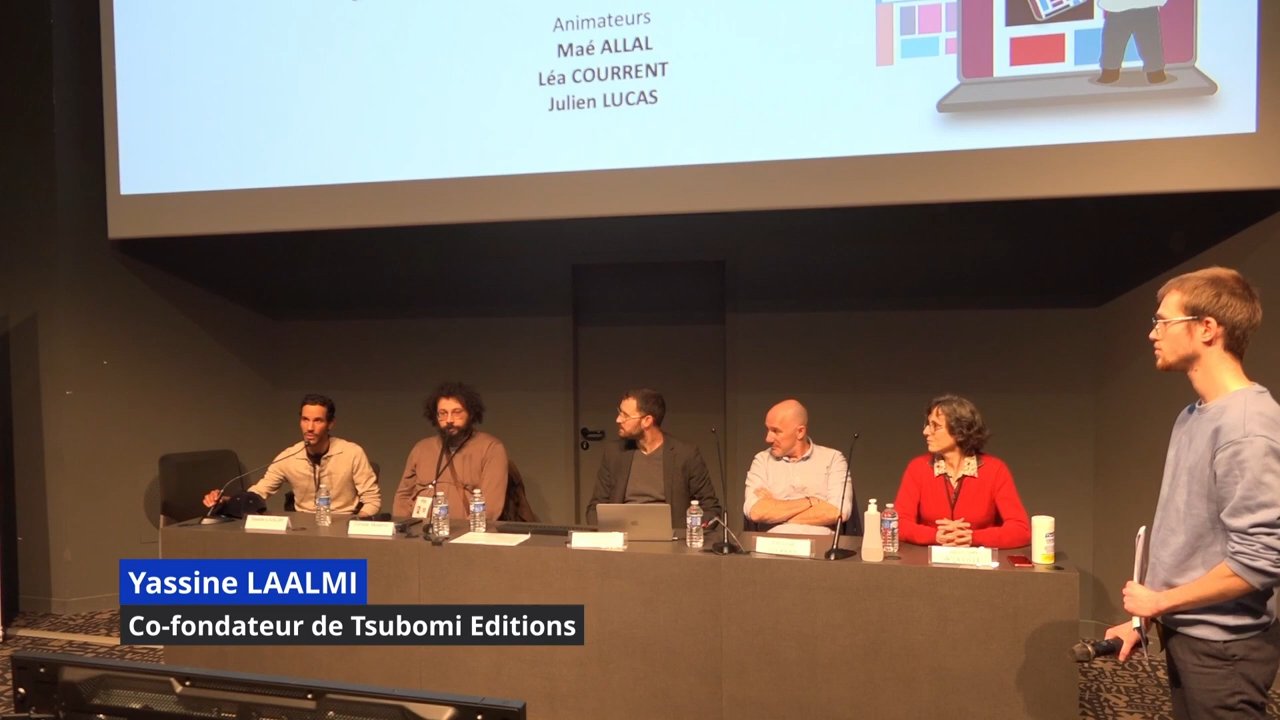 Animateurs
Maé ALLAL
Léa COURRENT
Julien LUCAS
Yassine LAALMI
Co-fondateur de Tsubomi Editions